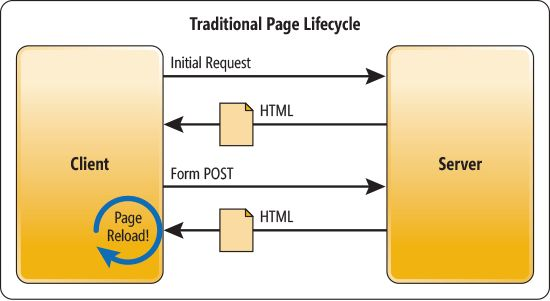 Traditional Page Lifecycle
Initial Request
HTML
Client
Server
Form POST
HTML
Page
Reload!